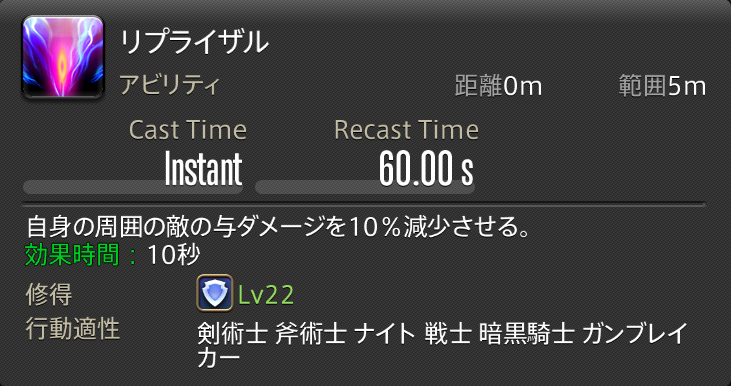 リプライザル
アビリティ 距離0m 範囲5m
Cast Time Recast Time
Instant 60.00 s
自身の周囲の敵の与ダメージを10％減少させる。
効果時間：10秒
修得 Lv22
行動適性 剣術士 斧術士 ナイト 戦士 暗黒騎士 ガンブレイ
カー